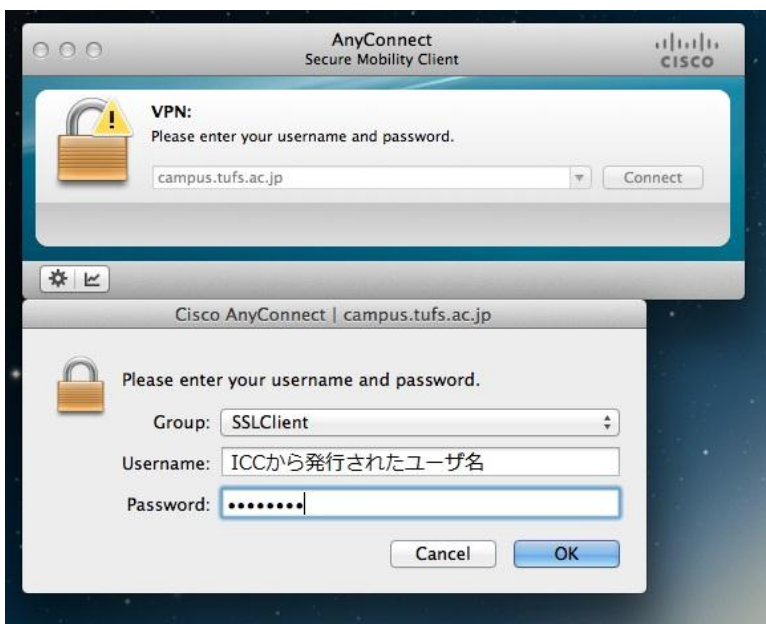 AnyConnect
Secure Mobility Client
CISCO
VPN:
Please enter your username and password.
campus.tufs.ac.jp
Connect
Cisco AnyConnect | campus.tufs.ac.jp
Please enter your username and password.
Group: SSLClient
Username: ICCから発行されたユーザ名
Password: ••••••••
Cancel OK